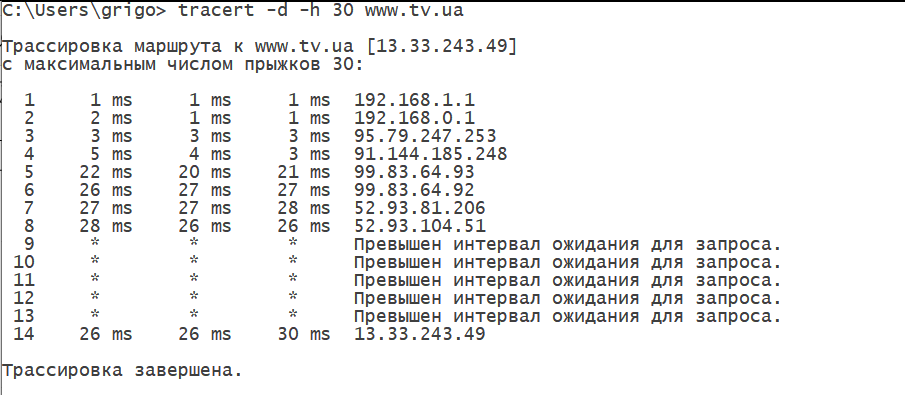 C:\Users\grigo> tracert -d -h 30 www.tv.ua
Трассировка маршрута к www.tv.ua [13.33.243.49]
с максимальным числом прыжков 30:
1 1 ms 1 ms 1 ms 192.168.1.1
2 2 ms 1 ms 1 ms 192.168.0.1
3 3 ms 3 ms 3 ms 95.79.247.253
4 5 ms 4 ms 3 ms 91.144.185.248
5 22 ms 20 ms 21 ms 99.83.64.93
6 26 ms 27 ms 27 ms 99.83.64.92
7 27 ms 27 ms 28 ms 52.93.81.206
8 28 ms 26 ms 26 ms 52.93.104.51
9 * * * Превышен интервал ожидания для запроса.
10 * * * Превышен интервал ожидания для запроса.
11 * * * Превышен интервал ожидания для запроса.
12 * * * Превышен интервал ожидания для запроса.
13 * * * Превышен интервал ожидания для запроса.
14 26 ms 26 ms 30 ms 13.33.243.49
Трассировка завершена.